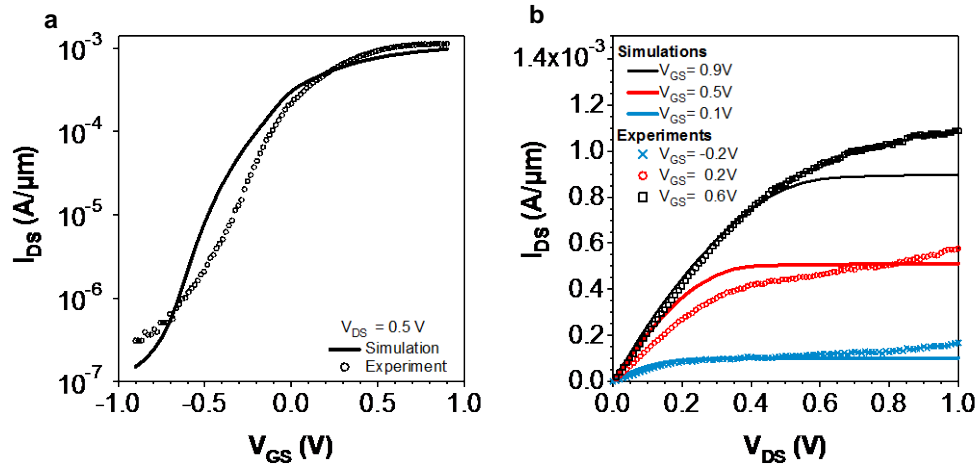 a
I_DS (A/μm)
10⁻³
10⁻⁴
10⁻⁵
10⁻⁶
10⁻⁷
V_DS = 0.5 V
Simulation
Experiment
-1.0 -0.5 0.0 0.5 1.0
V_GS (V)
b
I_DS (A/μm)
1.4x10⁻³
1.2
1.0
0.8
0.6
0.4
0.2
0.0
Simulations
V_GS= 0.9V
V_GS= 0.5V
V_GS= 0.1V
Experiments
V_GS= -0.2V
V_GS= 0.2V
V_GS= 0.6V
0.0 0.2 0.4 0.6 0.8 1.0
V_DS (V)